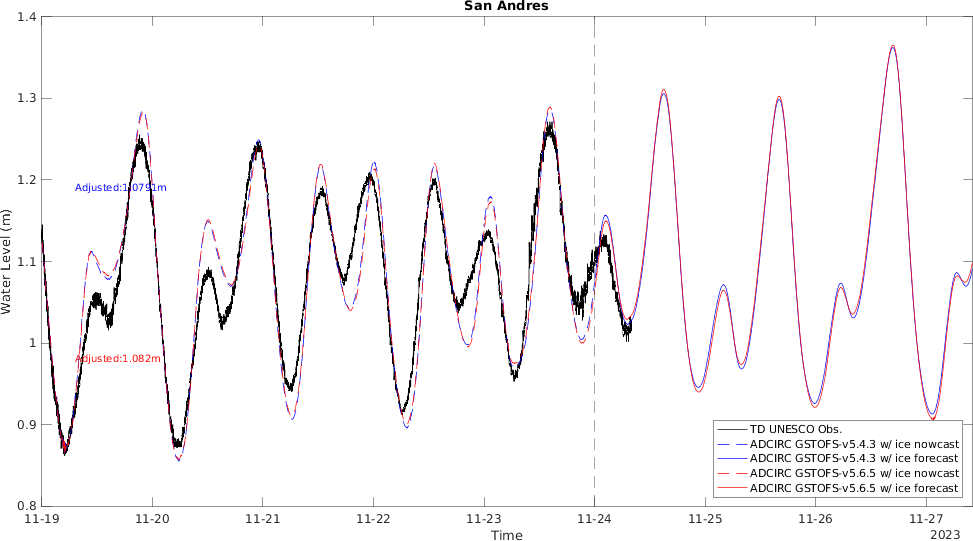 San Andres
1.4
1.3
1.2
1.1
1
0.9
0.8
Water Level (m)
Adjusted:1.0791m
Adjusted:1.082m
TD UNESCO Obs.
ADCIRC GSTOFS-v5.4.3 w/ ice nowcast
ADCIRC GSTOFS-v5.4.3 w/ ice forecast
ADCIRC GSTOFS-v5.6.5 w/ ice nowcast
ADCIRC GSTOFS-v5.6.5 w/ ice forecast
11-19 11-20 11-21 11-22 11-23 11-24 11-25 11-26 11-27
Time
2023